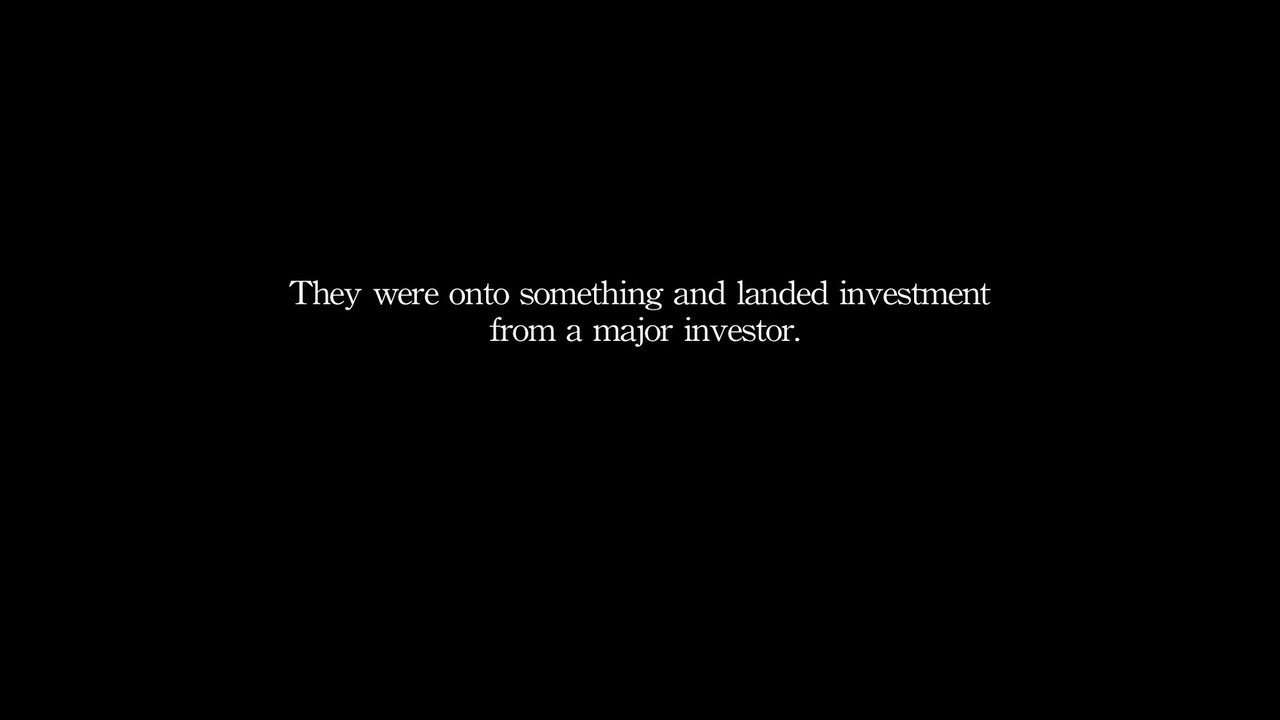 They were onto something and landed investment
from a major investor.